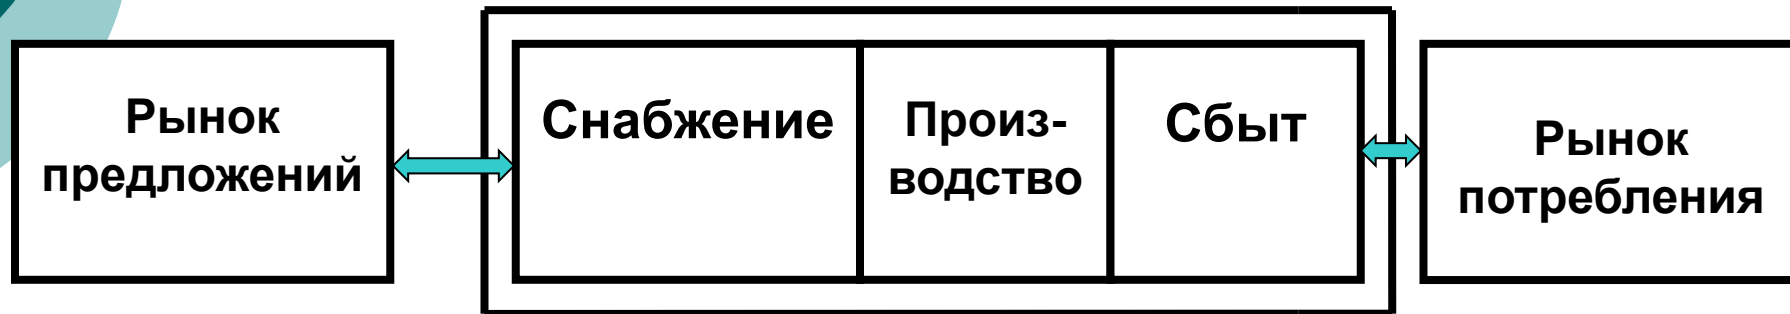 Рынок
предложений
Снабжение
Произ-
водство
Сбыт
Рынок
потребления